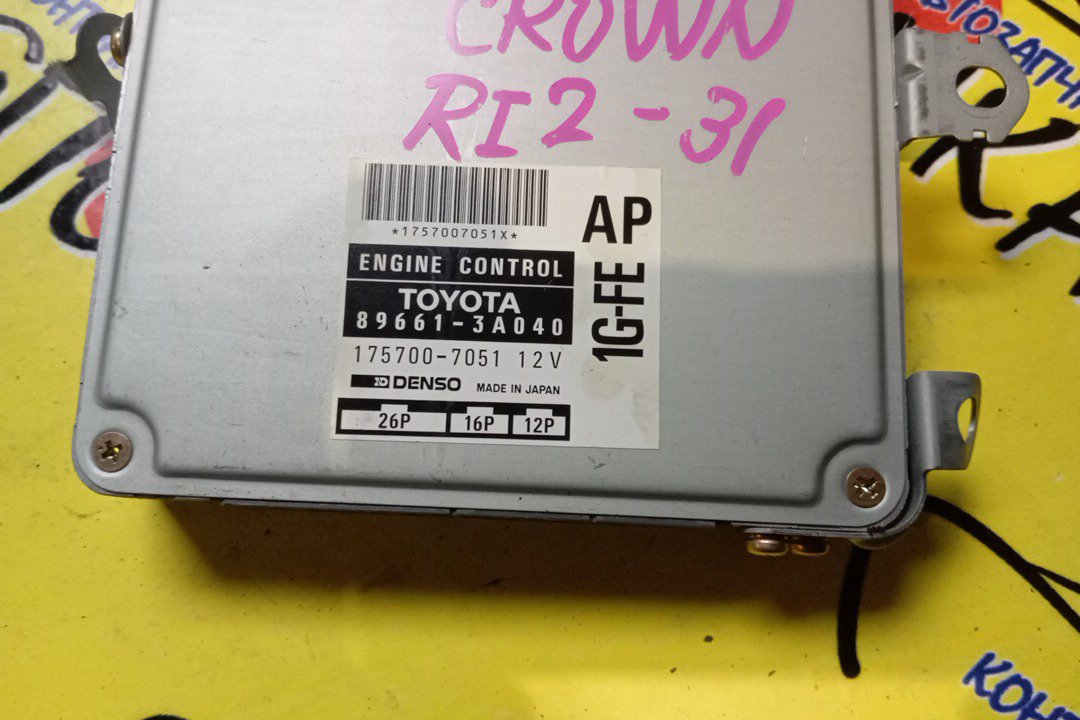 CROWN
RI2-31
*1757007051X*
AP
1G-FE
ENGINE CONTROL
TOYOTA
89661-3A040
175700-7051 12V
ND DENSO MADE IN JAPAN
26P 16P 12P